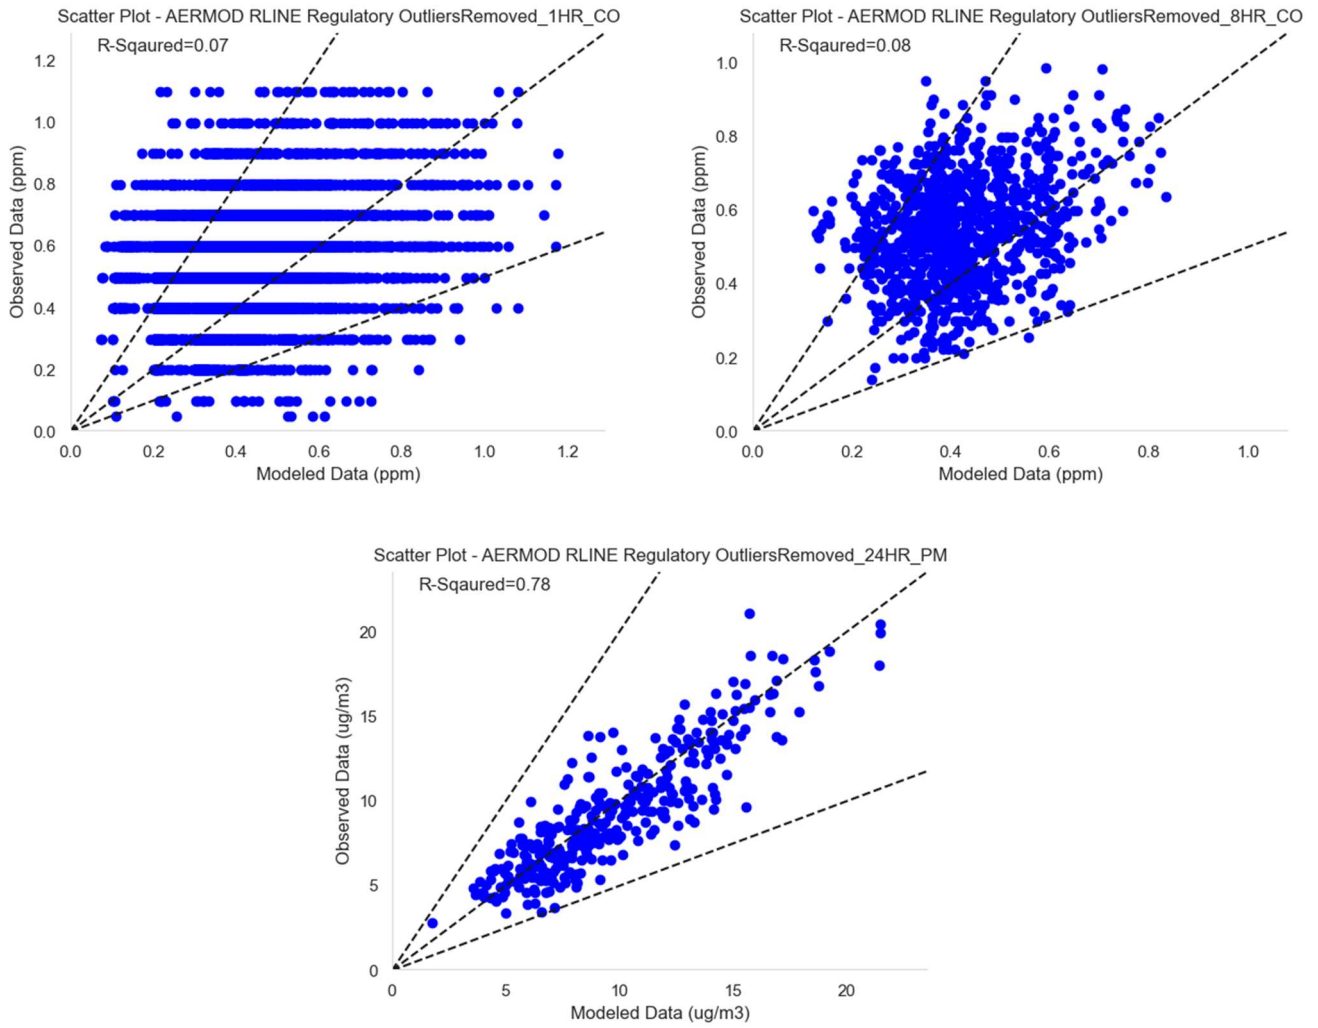 Scatter Plot - AERMOD RLINE Regulatory OutliersRemoved_1HR_CO
R-Sqaured=0.07
1.2
1.0
0.8
0.6
0.4
0.2
0.0
Observed Data (ppm)
0.0 0.2 0.4 0.6 0.8 1.0 1.2
Modeled Data (ppm)
Scatter Plot - AERMOD RLINE Regulatory OutliersRemoved_8HR_CO
R-Sqaured=0.08
1.0
0.8
0.6
0.4
0.2
0.0
Observed Data (ppm)
0.0 0.2 0.4 0.6 0.8 1.0
Modeled Data (ppm)
Scatter Plot - AERMOD RLINE Regulatory OutliersRemoved_24HR_PM
R-Sqaured=0.78
20
15
10
5
0
Observed Data (ug/m3)
0 5 10 15 20
Modeled Data (ug/m3)